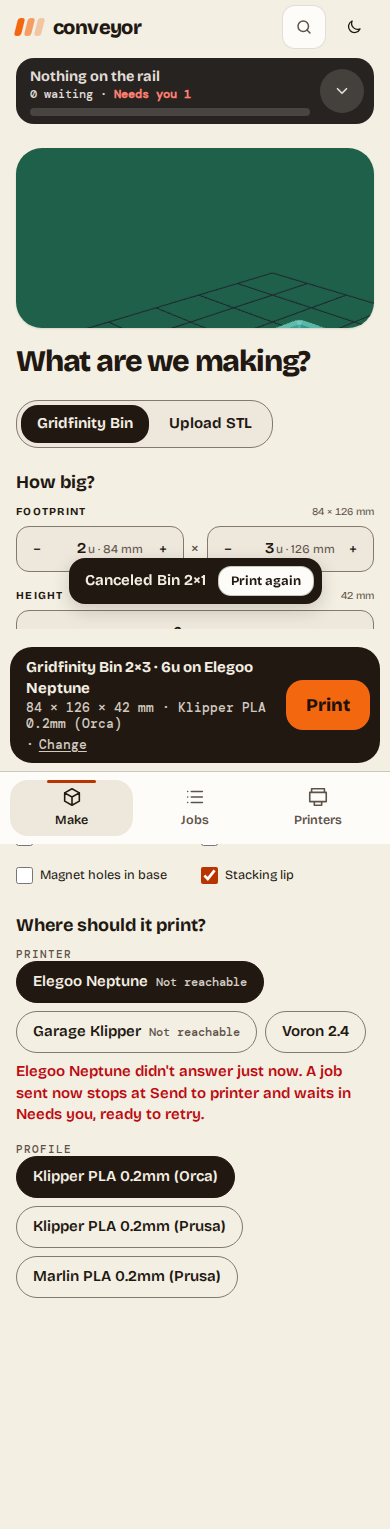 conveyor
Nothing on the rail
0 waiting · Needs you 1
What are we making?
Gridfinity Bin
Upload STL
How big?
FOOTPRINT
84 × 126 mm
− 2 u · 84 mm +
×
− 3 u · 126 mm +
Canceled Bin 2×1
Print again
HEIGHT
42 mm
Gridfinity Bin 2×3 · 6u on Elegoo
Neptune
84 × 126 × 42 mm · Klipper PLA
0.2mm (Orca)
· Change
Print
Make
Jobs
Printers
Magnet holes in base
Stacking lip
Where should it print?
PRINTER
Elegoo Neptune Not reachable
Garage Klipper Not reachable
Voron 2.4
Elegoo Neptune didn't answer just now. A job
sent now stops at Send to printer and waits in
Needs you, ready to retry.
PROFILE
Klipper PLA 0.2mm (Orca)
Klipper PLA 0.2mm (Prusa)
Marlin PLA 0.2mm (Prusa)